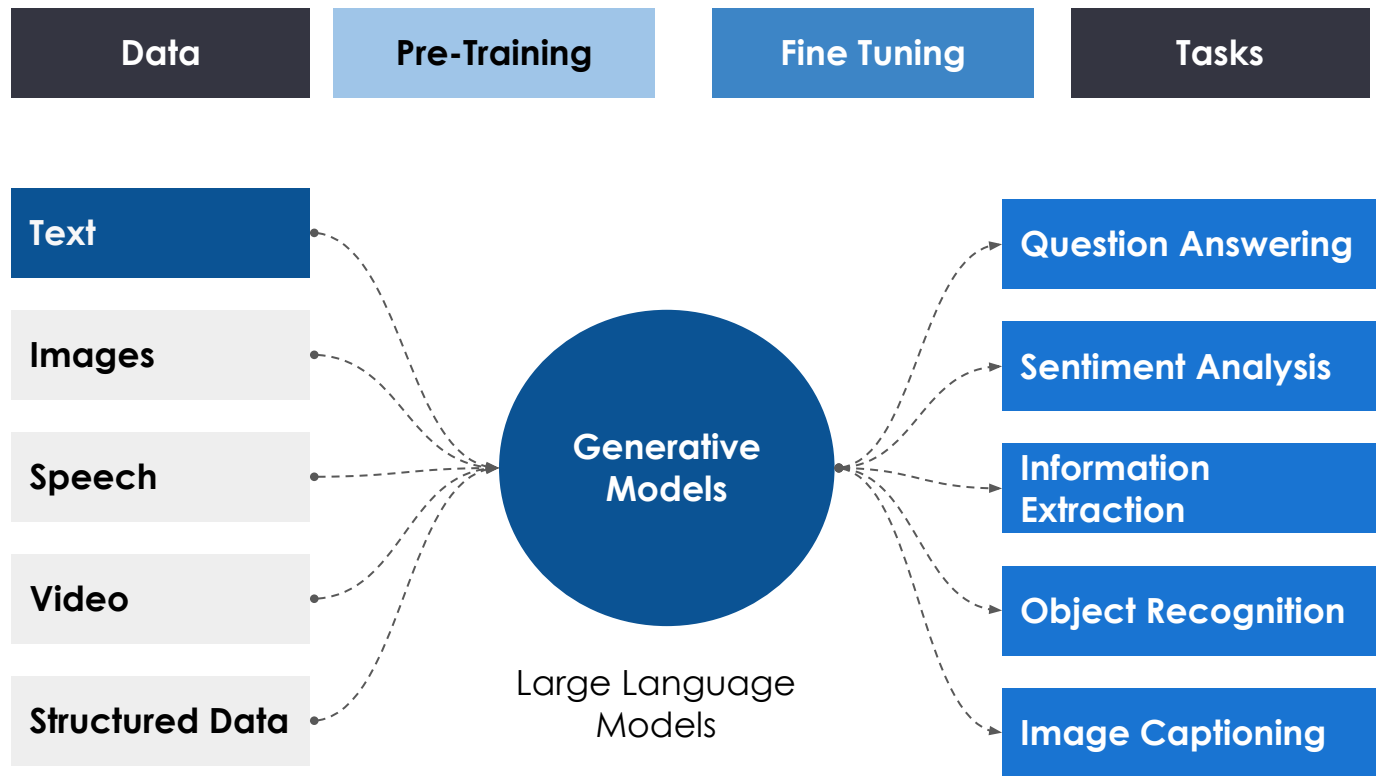 Data
Pre-Training
Fine Tuning
Tasks
Text
Images
Speech
Video
Structured Data
Generative
Models
Large Language
Models
Question Answering
Sentiment Analysis
Information
Extraction
Object Recognition
Image Captioning